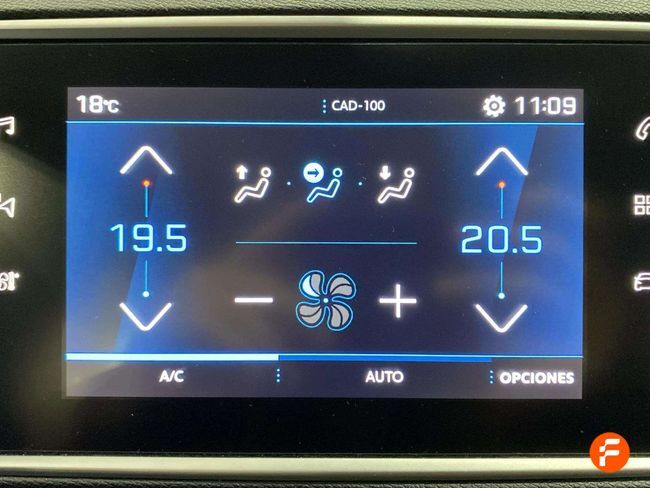 18°C CAD-100 11:09
19.5 20.5
A/C AUTO OPCIONES